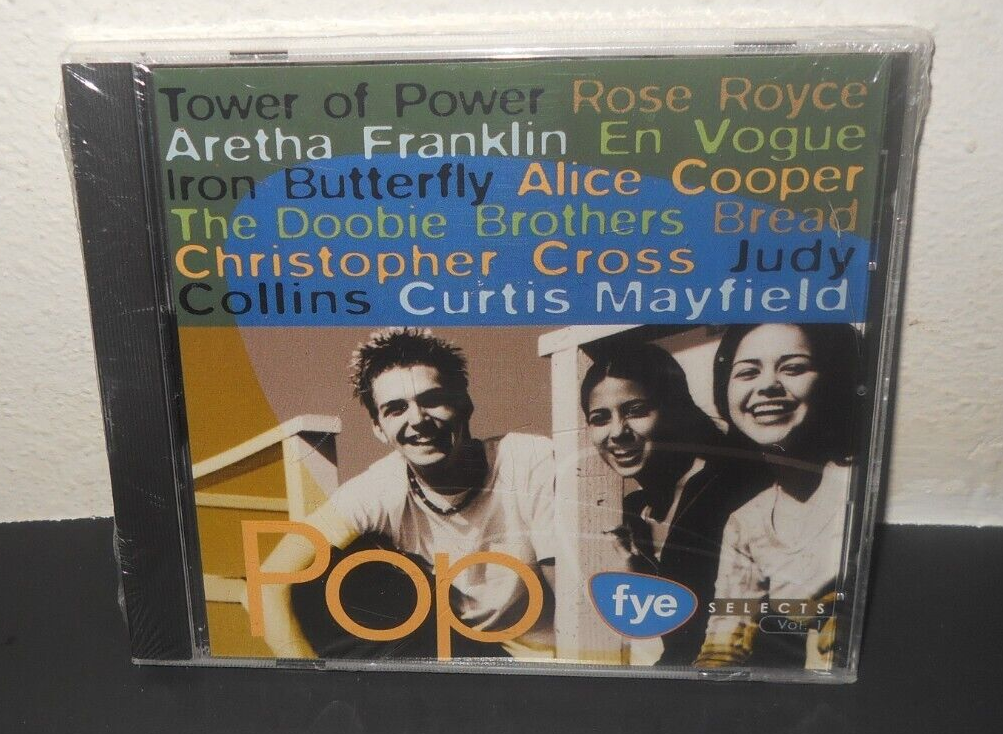 Tower of Power Rose Royce
Aretha Franklin En Vogue
Iron Butterfly Alice Cooper
The Doobie Brothers Bread
Christopher Cross Judy
Collins Curtis Mayfield
Pop
fye SELECTS
Vol. 1